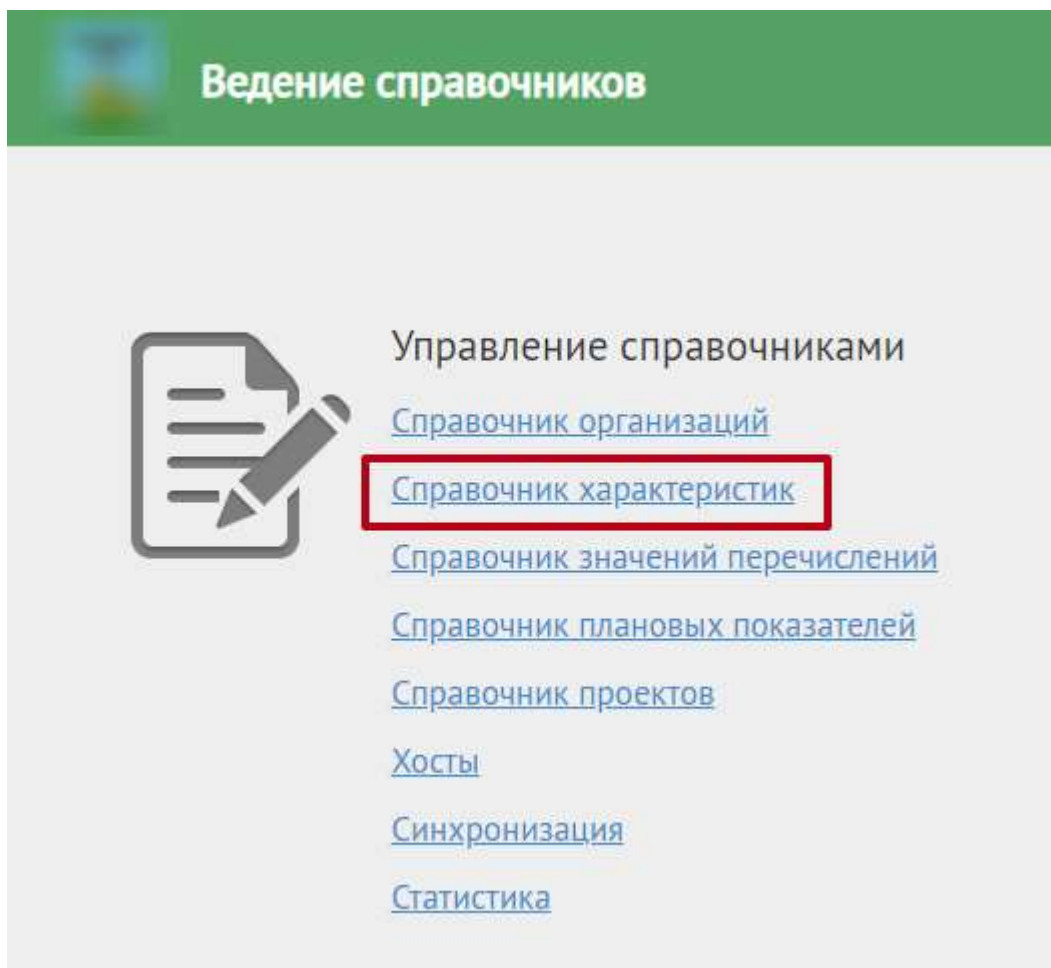 Ведение справочников
Управление справочниками
Справочник организаций
Справочник характеристик
Справочник значений перечислений
Справочник плановых показателей
Справочник проектов
Хосты
Синхронизация
Статистика